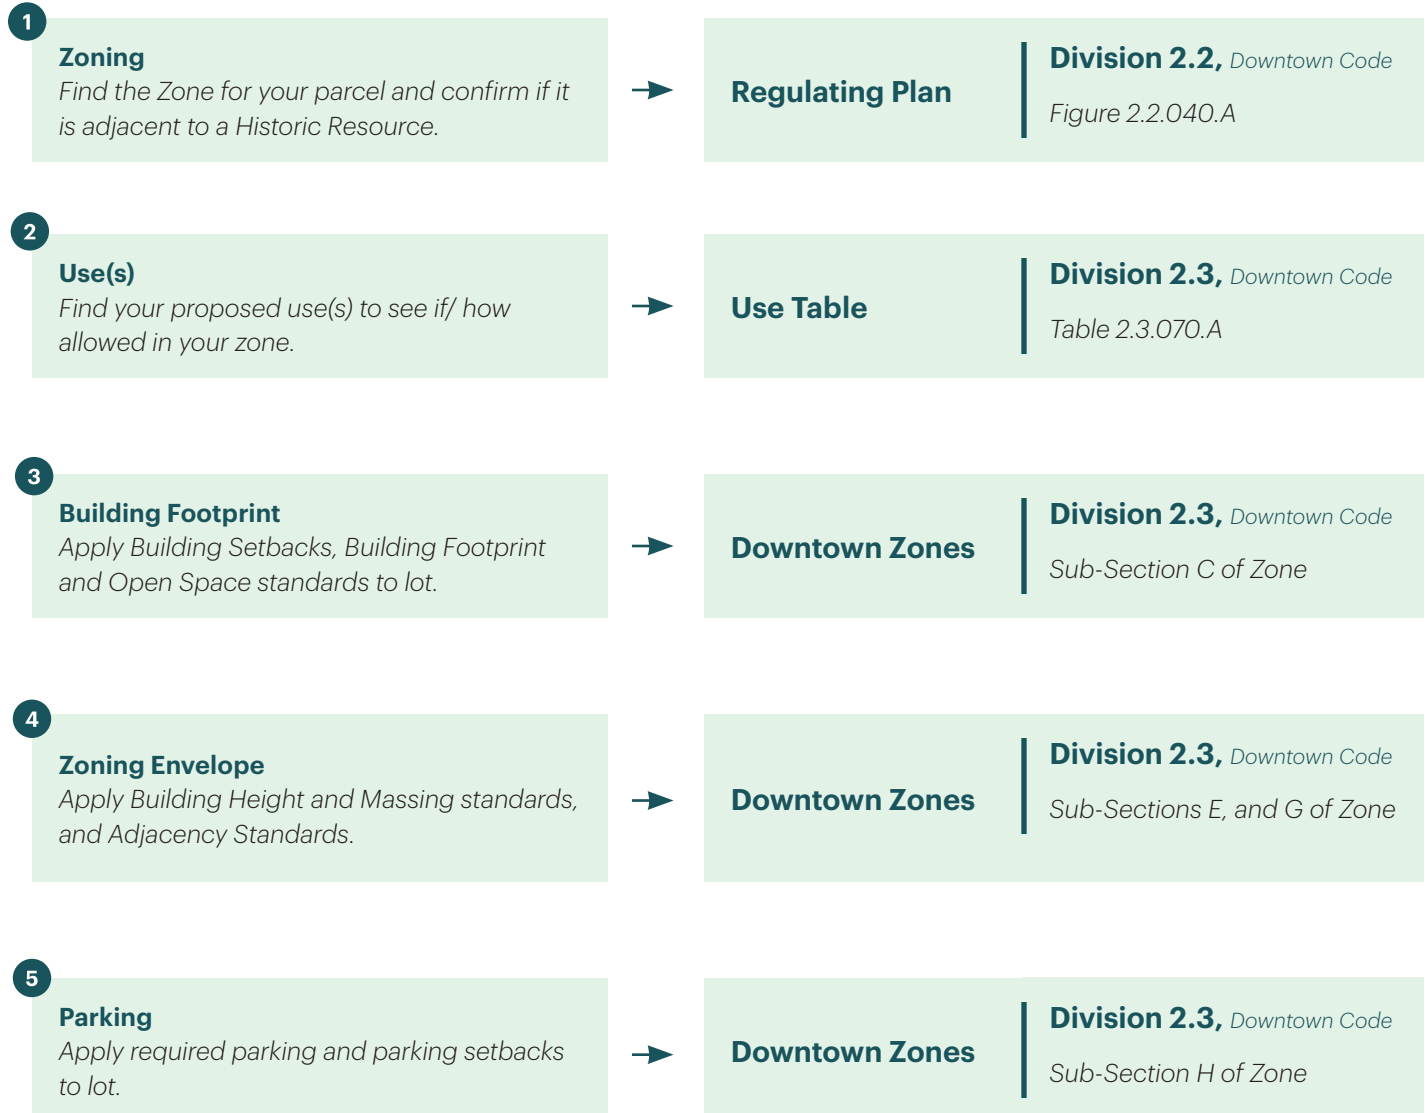 1
Zoning
Find the Zone for your parcel and confirm if it
is adjacent to a Historic Resource.
Regulating Plan
Division 2.2, Downtown Code
Figure 2.2.040.A
2
Use(s)
Find your proposed use(s) to see if/ how
allowed in your zone.
Use Table
Division 2.3, Downtown Code
Table 2.3.070.A
3
Building Footprint
Apply Building Setbacks, Building Footprint
and Open Space standards to lot.
Downtown Zones
Division 2.3, Downtown Code
Sub-Section C of Zone
4
Zoning Envelope
Apply Building Height and Massing standards,
and Adjacency Standards.
Downtown Zones
Division 2.3, Downtown Code
Sub-Sections E, and G of Zone
5
Parking
Apply required parking and parking setbacks
to lot.
Downtown Zones
Division 2.3, Downtown Code
Sub-Section H of Zone